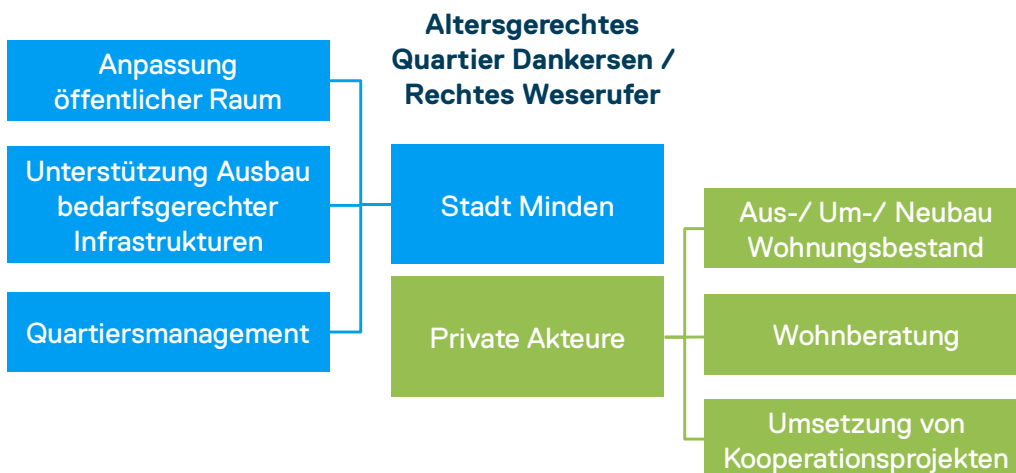 Altersgerechtes
Quartier Dankersen /
Rechtes Weserufer
Anpassung
öffentlicher Raum
Unterstützung Ausbau
bedarfsgerechter
Infrastrukturen
Quartiersmanagement
Stadt Minden
Private Akteure
Aus-/ Um-/ Neubau
Wohnungsbestand
Wohnberatung
Umsetzung von
Kooperationsprojekten